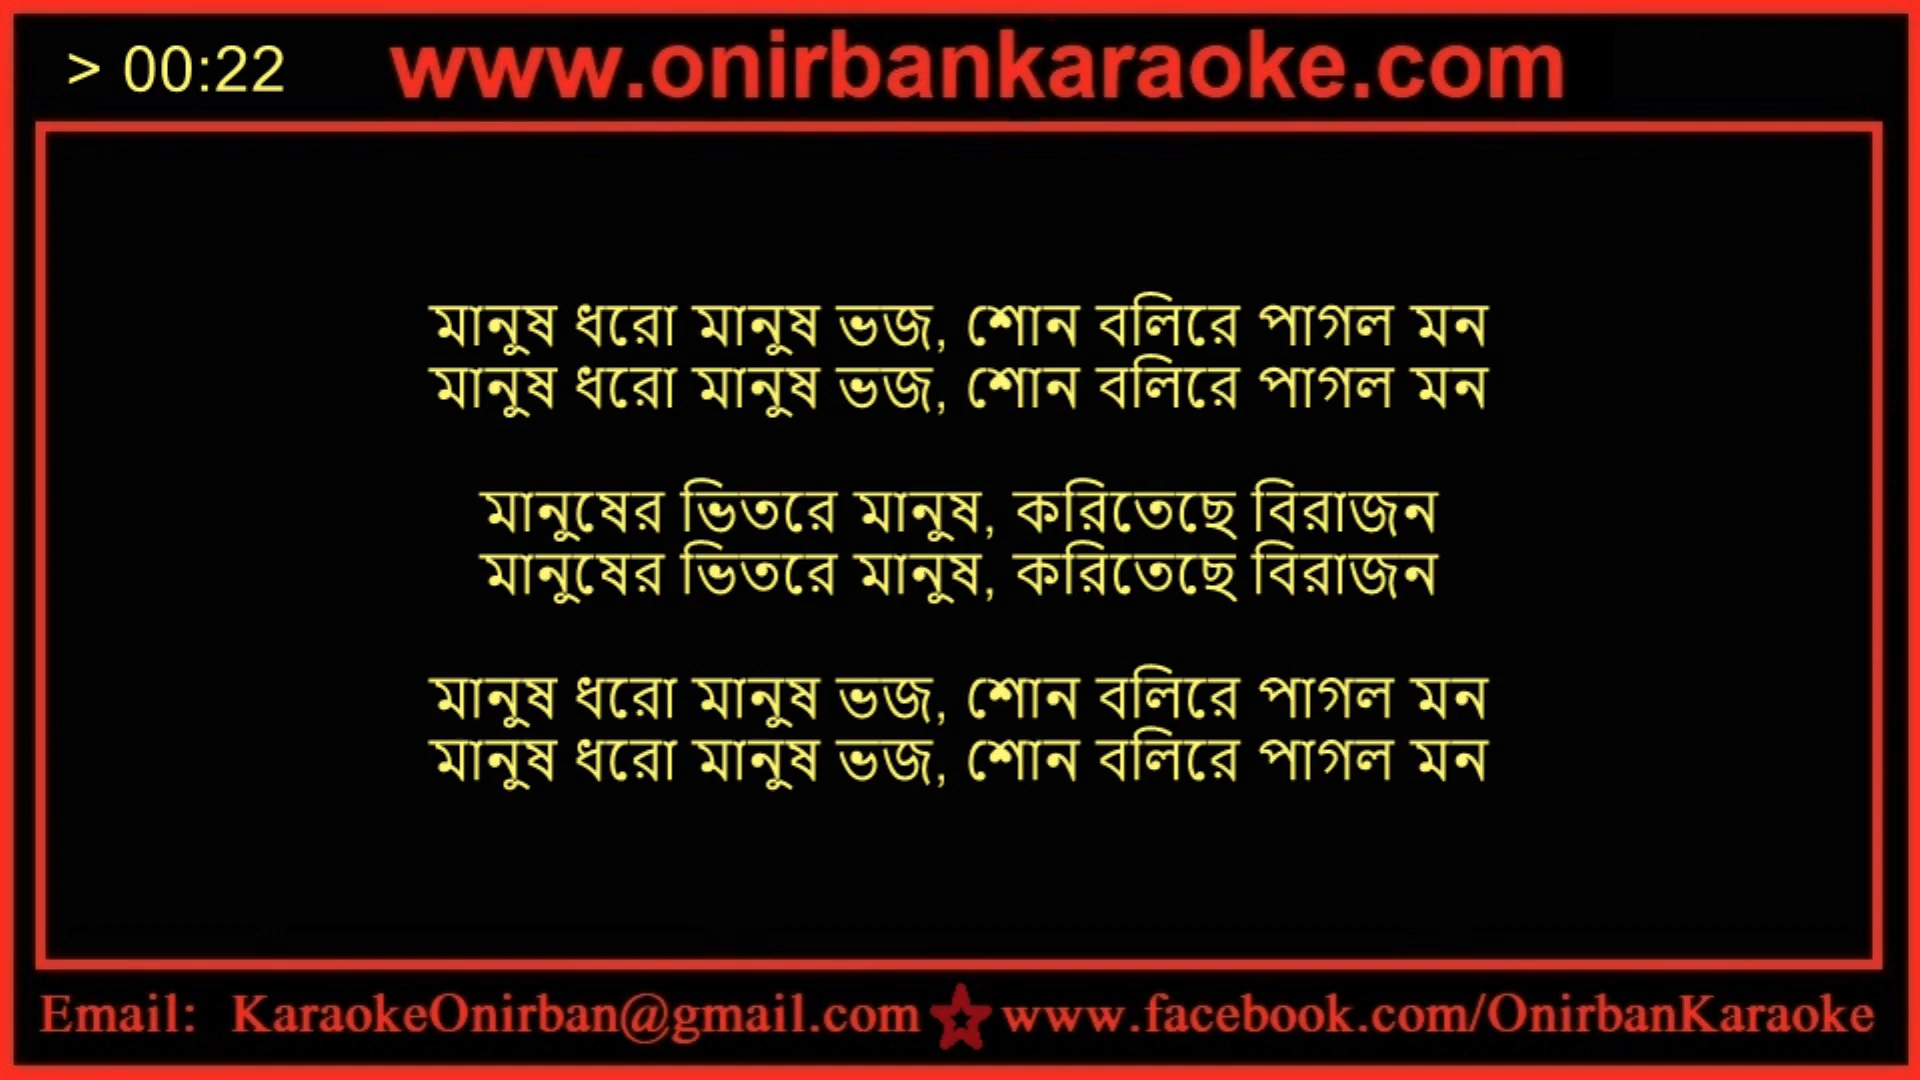 > 00:22 www.onirbankaraoke.com
মানুষ ধরো মানুষ ভজ, শোন বলিরে পাগল মন
মানুষ ধরো মানুষ ভজ, শোন বলিরে পাগল মন
মানুষের ভিতরে মানুষ, করিতেছে বিরাজন
মানুষের ভিতরে মানুষ, করিতেছে বিরাজন
মানুষ ধরো মানুষ ভজ, শোন বলিরে পাগল মন
মানুষ ধরো মানুষ ভজ, শোন বলিরে পাগল মন
Email: KaraokeOnirban@gmail.com www.facebook.com/OnirbanKaraoke